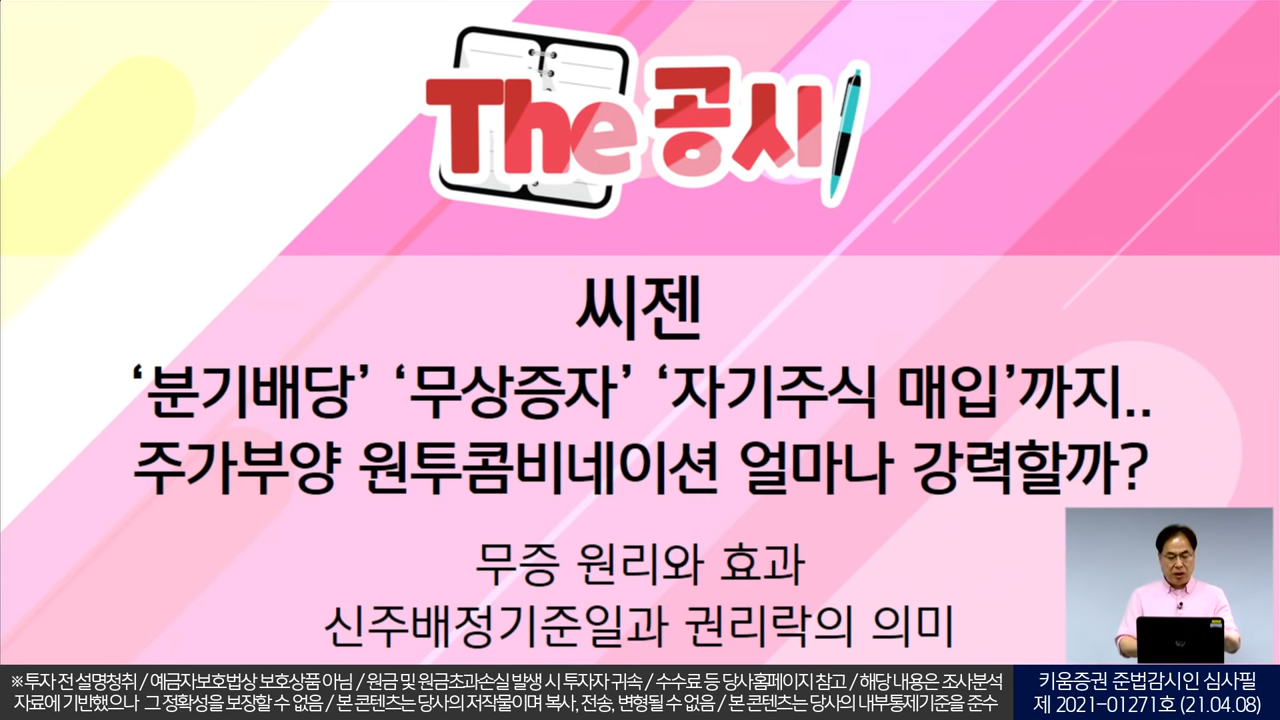 The 공시
씨젠
‘분기배당’ ‘무상증자’ ‘자기주식 매입’까지..
주가부양 원투콤비네이션 얼마나 강력할까?
무증 원리와 효과
신주배정기준일과 권리락의 의미
※투자 전 설명청취 / 예금자보호법상 보호상품 아님 / 원금 및 원금초과손실 발생 시 투자자 귀속 / 수수료 등 당사홈페이지 참고 / 해당 내용은 조사분석
자료에 기반했으나 그 정확성을 보장할 수 없음 / 본 콘텐츠는 당사의 저작물이며 복사, 전송, 변형될 수 없음 / 본 콘텐츠는 당사의 내부통제기준을 준수
키움증권 준법감시인 심사필
제 2021-01271호 (21.04.08)